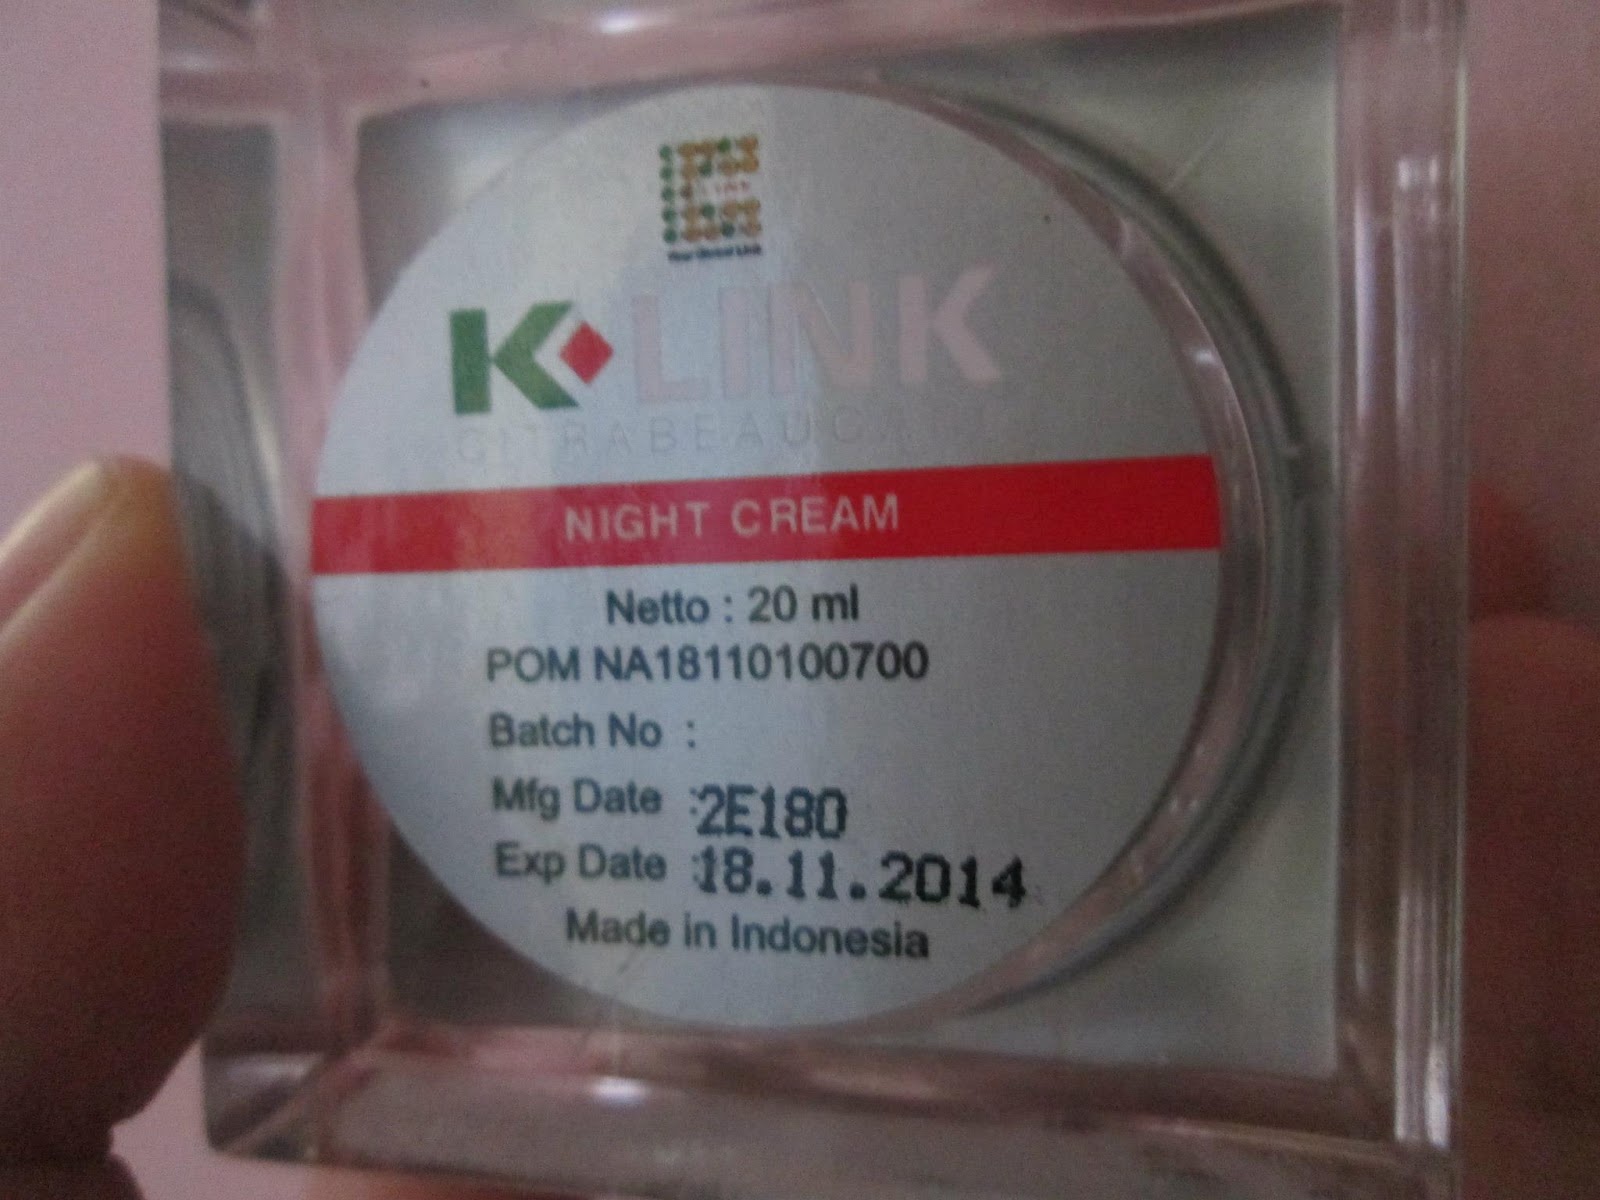 K LINK
CITRABEAUCARE
NIGHT CREAM
Netto : 20 ml
POM NA18110100700
Batch No :
Mfg Date :2E180
Exp Date :18.11.2014
Made in Indonesia